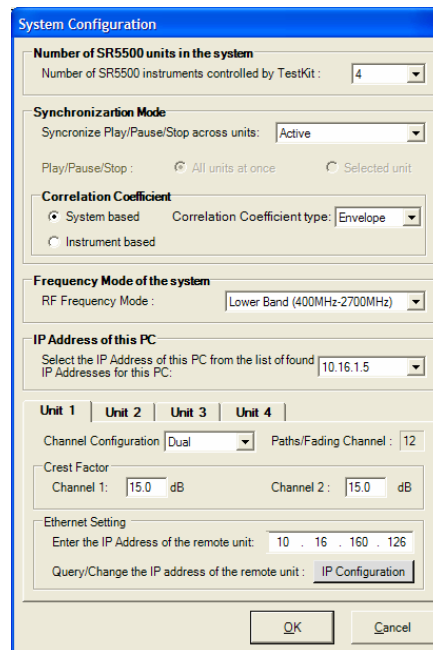 System Configuration
Number of SR5500 units in the system
Number of SR5500 instruments controlled by TestKit : 4
Synchronizartion Mode
Syncronize Play/Pause/Stop across units: Active
Play/Pause/Stop : All units at once Selected unit
Correlation Coefficient
System based Correlation Coefficient type: Envelope
Instrument based
Frequency Mode of the system
RF Frequency Mode : Lower Band (400MHz-2700MHz)
IP Address of this PC
Select the IP Address of this PC from the list of found
IP Addresses for this PC: 10.16.1.5
Unit 1 Unit 2 Unit 3 Unit 4
Channel Configuration Dual Paths/Fading Channel : 12
Crest Factor
Channel 1: 15.0 dB Channel 2 : 15.0 dB
Ethernet Setting
Enter the IP Address of the remote unit: 10 . 16 . 160 . 126
Query/Change the IP address of the remote unit : IP Configuration
OK Cancel